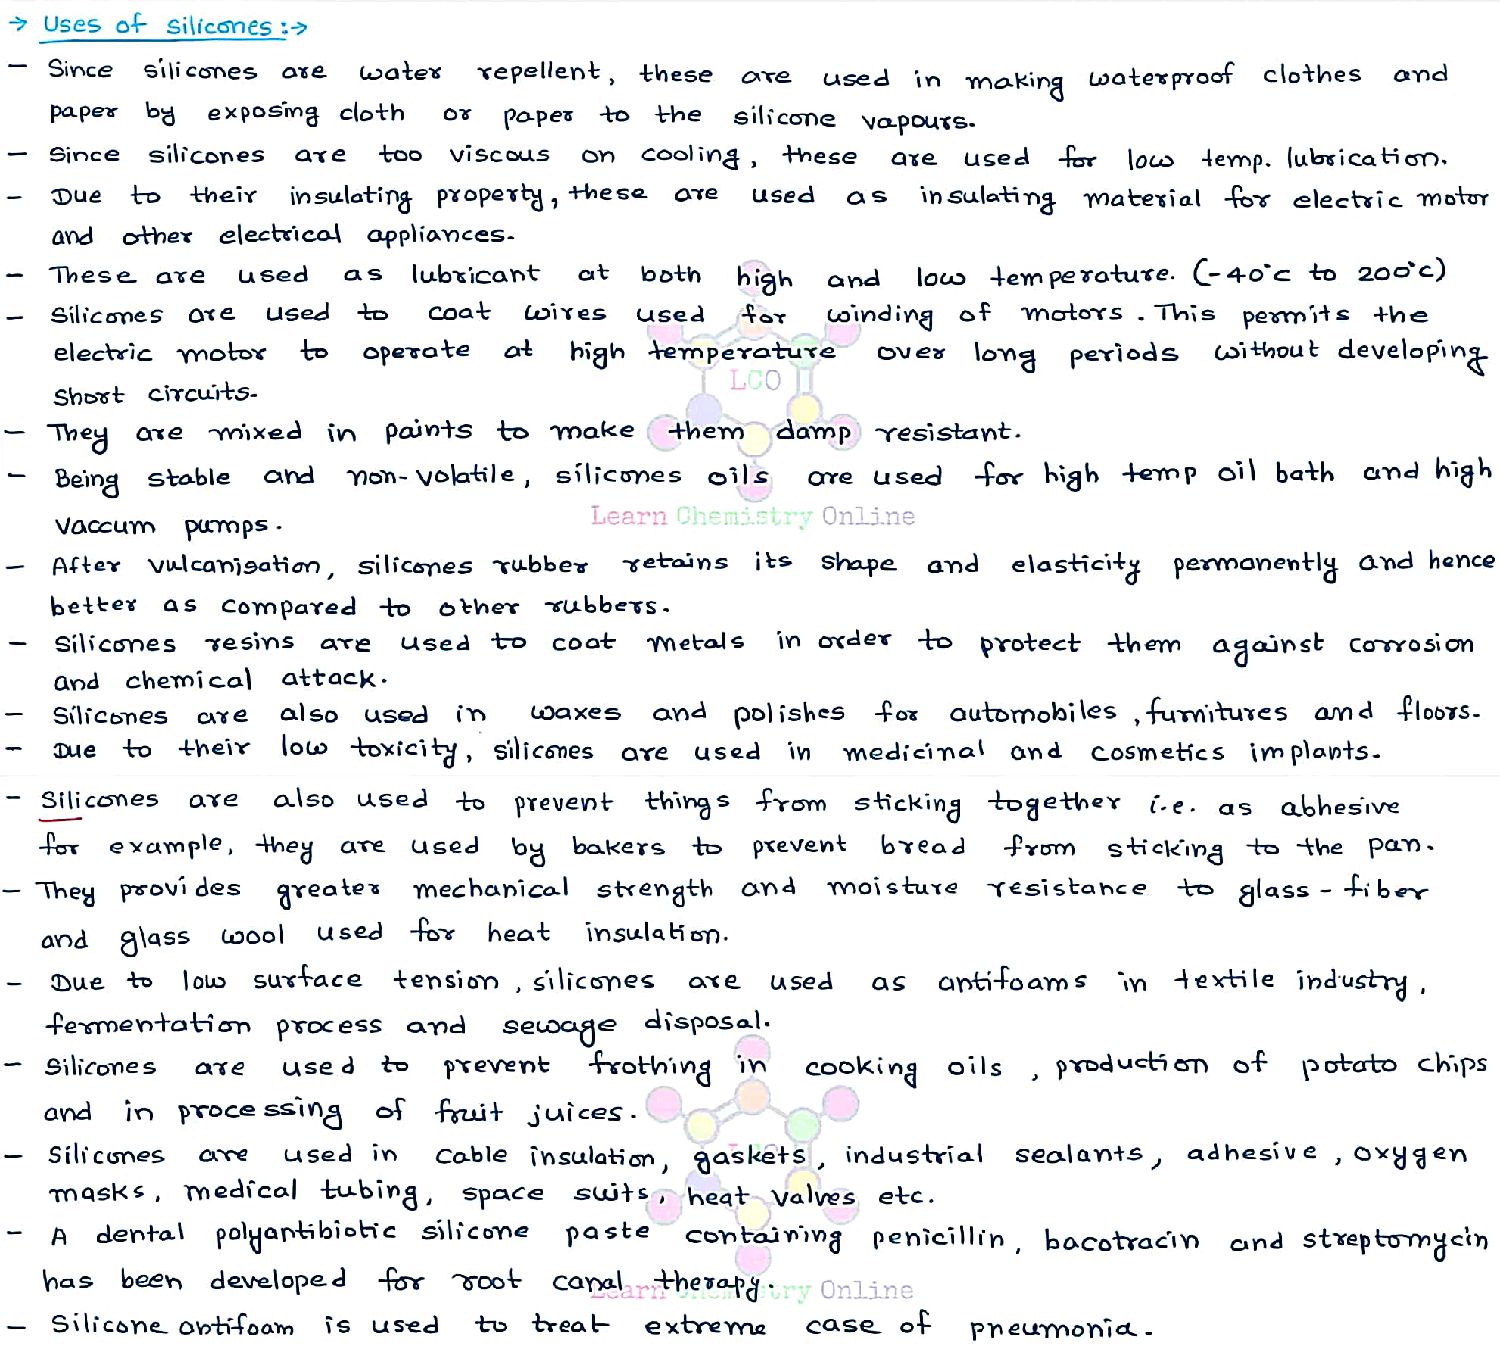 → Uses of silicones :→
– Since silicones are water repellent, these are used in making waterproof clothes and
paper by exposing cloth or paper to the silicone vapours.
– Since silicones are too viscous on cooling, these are used for low temp. lubrication.
– Due to their insulating property, these are used as insulating material for electric motor
and other electrical appliances.
– These are used as lubricant at both high and low temperature. (-40°c to 200°c)
– Silicones are used to coat wires used for winding of motors. This permits the
electric motor to operate at high temperature over long periods without developing
LCO
short circuits.
– They are mixed in paints to make them damp resistant.
– Being stable and non-volatile, silicones oils are used for high temp oil bath and high
Learn Chemistry Online
vaccum pumps.
– After vulcanisation, silicones rubber retains its shape and elasticity permanently and hence
better as compared to other rubbers.
– Silicones resins are used to coat metals in order to protect them against corrosion
and chemical attack.
– Silicones are also used in waxes and polishes for automobiles, furnitures and floors.
– Due to their low toxicity, silicones are used in medicinal and cosmetics implants.
– Silicones are also used to prevent things from sticking together i.e. as abhesive
for example, they are used by bakers to prevent bread from sticking to the pan.
– They provides greater mechanical strength and moisture resistance to glass-fiber
and glass wool used for heat insulation.
– Due to low surface tension, silicones are used as antifoams in textile industry,
fermentation process and sewage disposal.
– Silicones are used to prevent frothing in cooking oils, production of potato chips
and in processing of fruit juices.
– Silicones are used in cable insulation, gaskets, industrial sealants, adhesive, oxygen
masks, medical tubing, space suits, heat valves etc.
– A dental polyantibiotic silicone paste containing penicillin, bacotracin and streptomycin
has been developed for root canal therapy.
Learn Chemistry Online
– Silicone antifoam is used to treat extreme case of pneumonia.